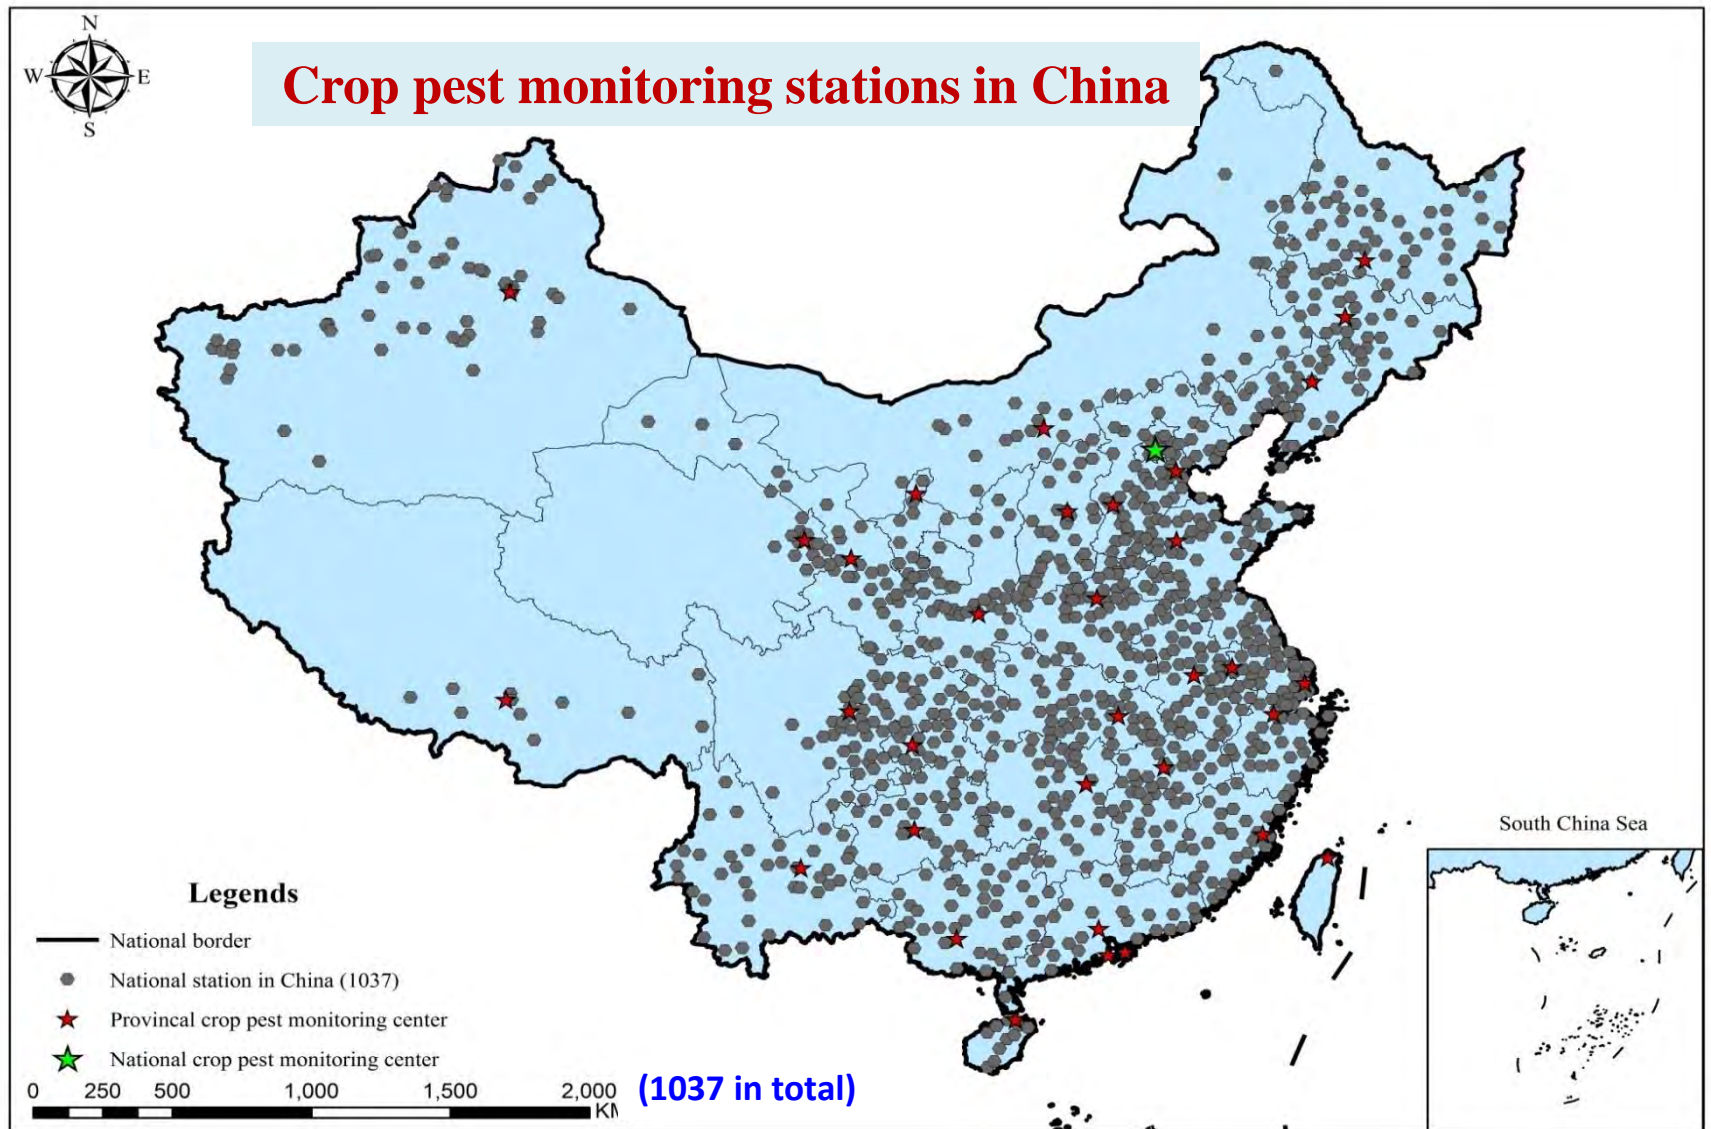 N
W E
S
Crop pest monitoring stations in China
South China Sea
Legends
National border
National station in China (1037)
Provincal crop pest monitoring center
National crop pest monitoring center
0 250 500 1,000 1,500 2,000
KM
(1037 in total)